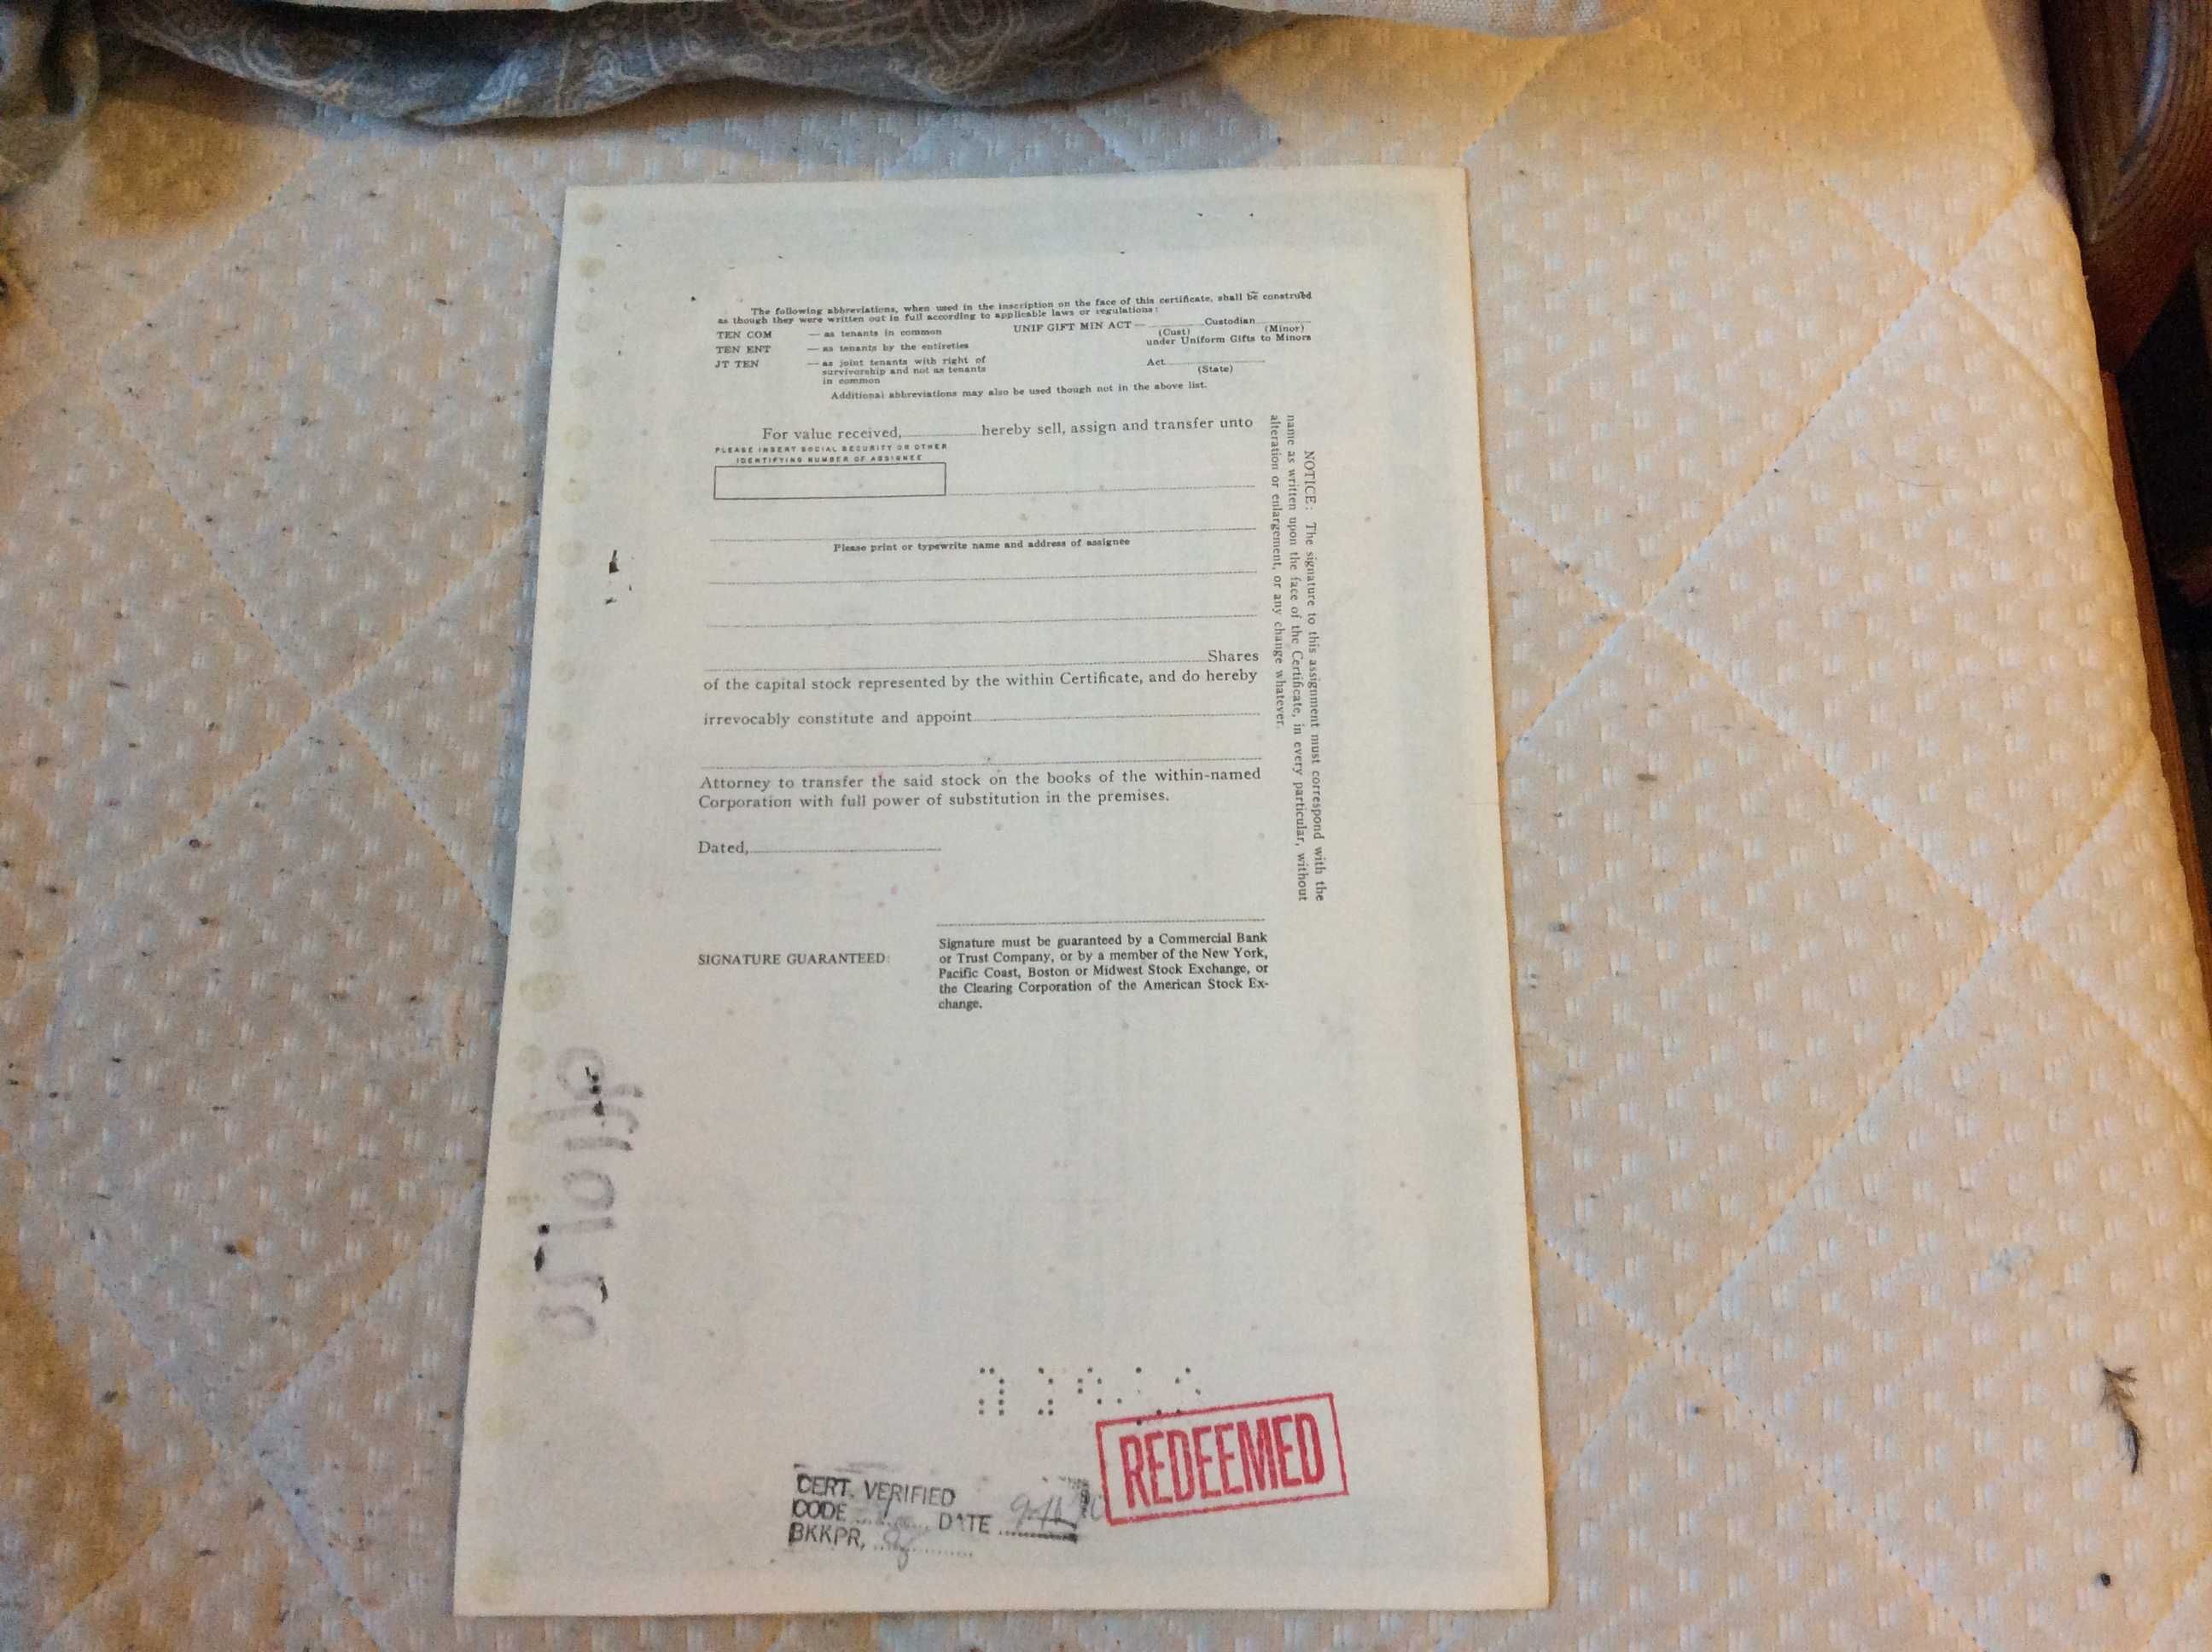 The following abbreviations, when used in the inscription on the face of this certificate, shall be construed
as though they were written out in full according to applicable laws or regulations:
TEN COM — as tenants in common
TEN ENT — as tenants by the entireties
JT TEN — as joint tenants with right of
survivorship and not as tenants
in common
UNIF GIFT MIN ACT — Custodian
(Cust) (Minor)
under Uniform Gifts to Minors
Act
(State)
Additional abbreviations may also be used though not in the above list.
For value received, hereby sell, assign and transfer unto
PLEASE INSERT SOCIAL SECURITY OR OTHER
IDENTIFYING NUMBER OF ASSIGNEE
Please print or typewrite name and address of assignee
Shares
of the capital stock represented by the within Certificate, and do hereby
irrevocably constitute and appoint
Attorney to transfer the said stock on the books of the within-named
Corporation with full power of substitution in the premises.
Dated,
NOTICE: The signature to this assignment must correspond with the
name as written upon the face of the Certificate, in every particular, without
alteration or enlargement, or any change whatever.
SIGNATURE GUARANTEED:
Signature must be guaranteed by a Commercial Bank
or Trust Company, or by a member of the New York,
Pacific Coast, Boston or Midwest Stock Exchange, or
the Clearing Corporation of the American Stock Ex-
change.
REDEEMED
CERT. VERIFIED
CODE DATE
BKKPR,